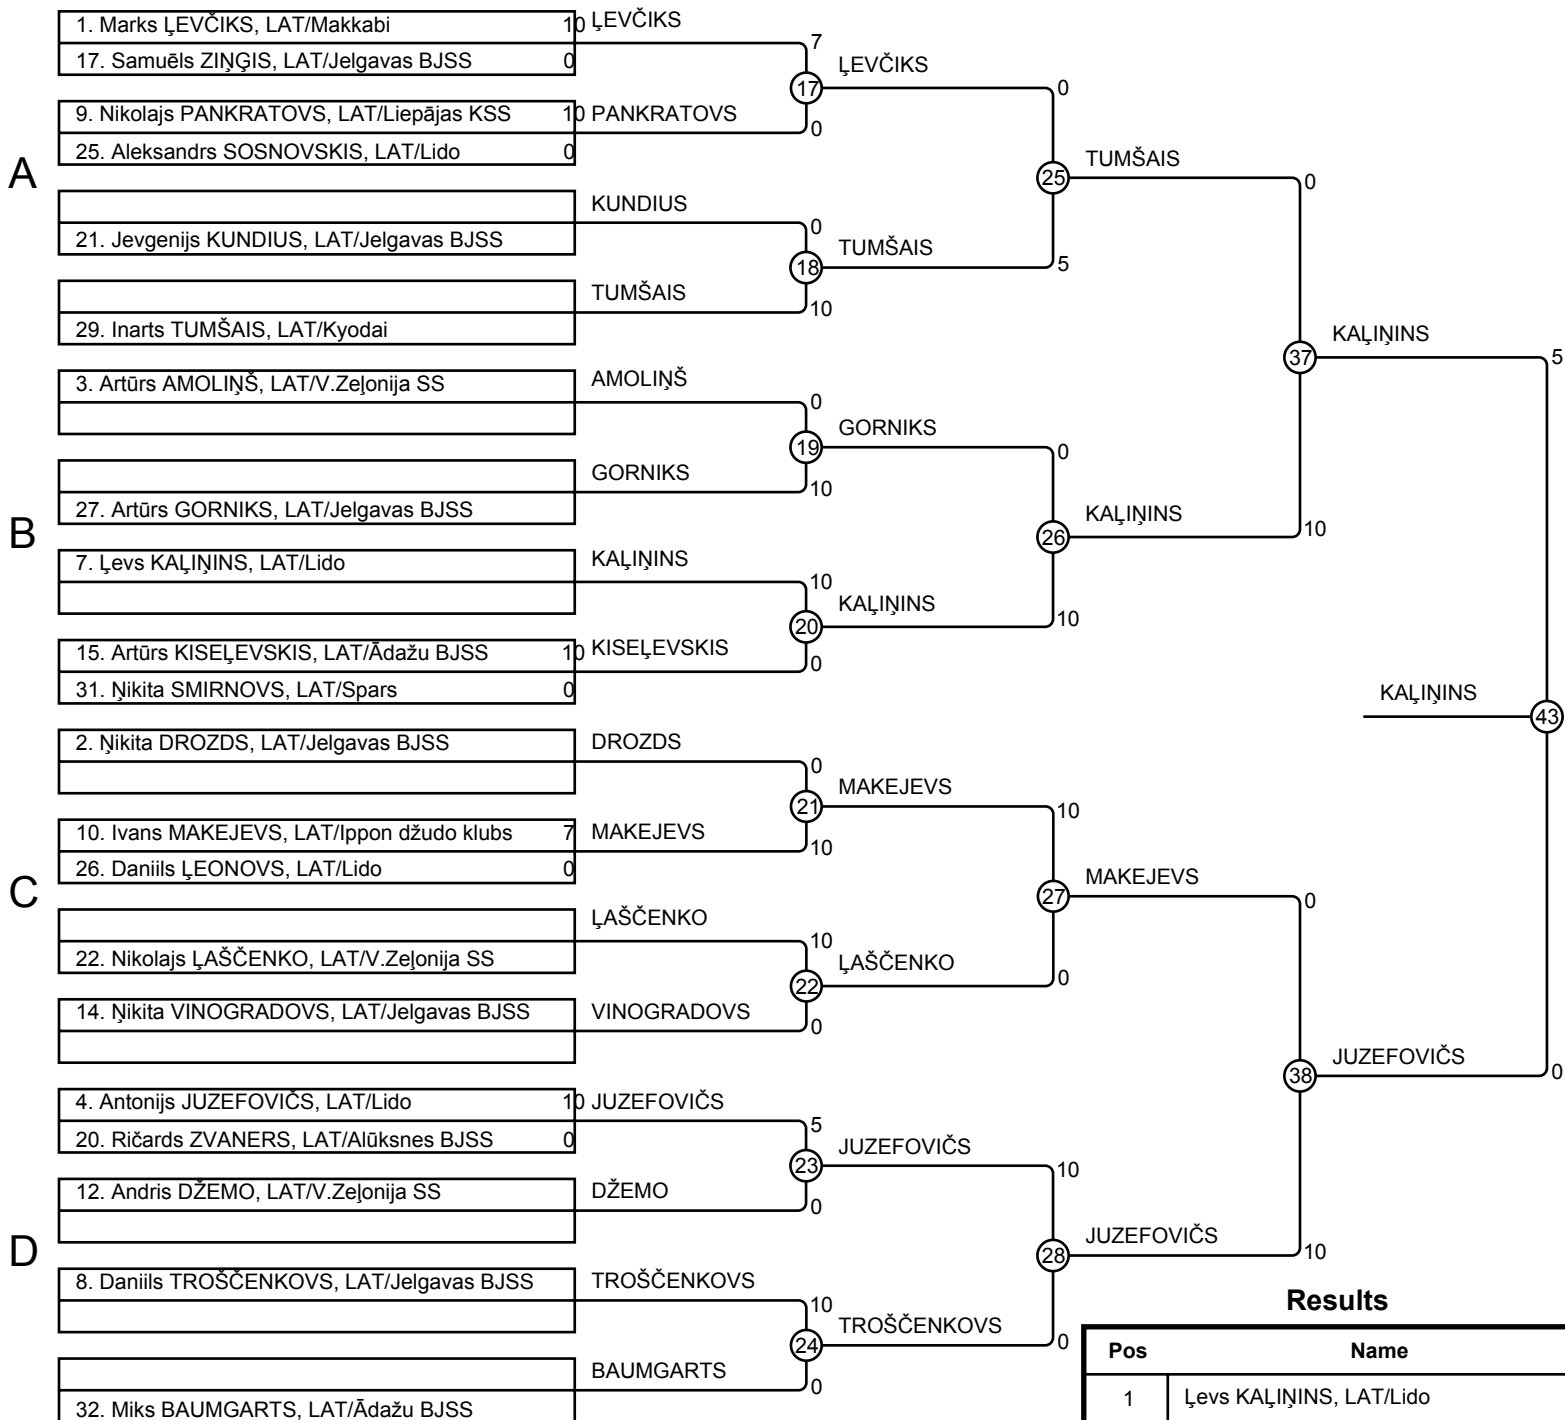 1. Marks ĻEVČIKS, LAT/Makkabi 10
17. Samuēls ZIŅĢIS, LAT/Jelgavas BJSS 0
9. Nikolajs PANKRATOVS, LAT/Liepājas KSS 10
25. Aleksandrs SOSNOVSKIS, LAT/Lido 0
A
21. Jevgenijs KUNDIUS, LAT/Jelgavas BJSS
29. Inarts TUMŠAIS, LAT/Kyodai
3. Artūrs AMOLIŅŠ, LAT/V.Zeļonija SS
27. Artūrs GORNIKS, LAT/Jelgavas BJSS
B
7. Ļevs KAĻIŅINS, LAT/Lido
15. Artūrs KISEĻEVSKIS, LAT/Ādažu BJSS 10
31. Ņikita SMIRNOVS, LAT/Spars 0
2. Ņikita DROZDS, LAT/Jelgavas BJSS
10. Ivans MAKEJEVS, LAT/Ippon džudo klubs 7
26. Daniils ĻEONOVS, LAT/Lido 0
C
22. Nikolajs ĻAŠČENKO, LAT/V.Zeļonija SS
14. Ņikita VINOGRADOVS, LAT/Jelgavas BJSS
4. Antonijs JUZEFOVIČS, LAT/Lido 10
20. Ričards ZVANERS, LAT/Alūksnes BJSS 0
12. Andris DŽEMO, LAT/V.Zeļonija SS
D
8. Daniils TROŠČENKOVS, LAT/Jelgavas BJSS
32. Miks BAUMGARTS, LAT/Ādažu BJSS
ĻEVČIKS 7
17
PANKRATOVS 0
KUNDIUS 0
18
TUMŠAIS 10
AMOLIŅŠ 0
19
GORNIKS 10
KAĻIŅINS 10
20
KISEĻEVSKIS 0
DROZDS 0
21
MAKEJEVS 10
ĻAŠČENKO 10
22
VINOGRADOVS 0
JUZEFOVIČS 5
23
DŽEMO 0
TROŠČENKOVS 10
24
BAUMGARTS 0
ĻEVČIKS 0
25
TUMŠAIS 5
GORNIKS 0
26
KAĻIŅINS 10
MAKEJEVS 10
27
ĻAŠČENKO 0
JUZEFOVIČS 10
28
TROŠČENKOVS 0
TUMŠAIS 0
37
KAĻIŅINS 10
MAKEJEVS 0
38
JUZEFOVIČS 10
KAĻIŅINS 5
KAĻIŅINS 43
JUZEFOVIČS 0
Results
Pos Name
1 Ļevs KAĻIŅINS, LAT/Lido